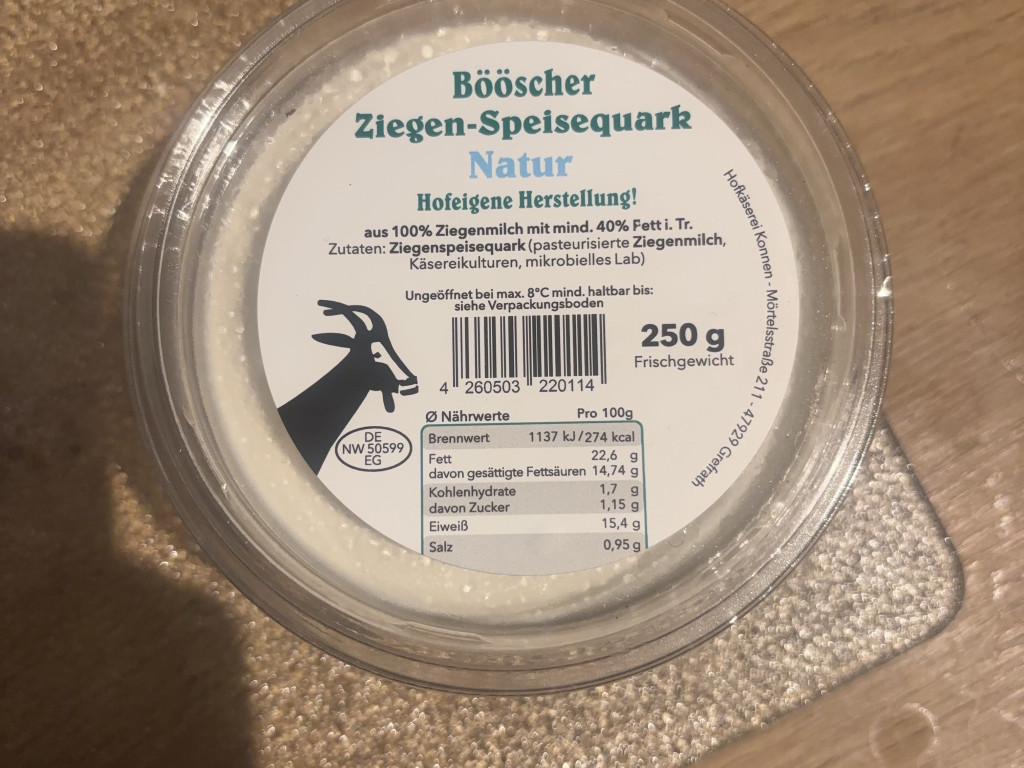 Bööscher
Ziegen-Speisequark
Natur
Hofeigene Herstellung!
aus 100% Ziegenmilch mit mind. 40% Fett i. Tr.
Zutaten: Ziegenspeisequark (pasteurisierte Ziegenmilch,
Käsereikulturen, mikrobielles Lab)
Ungeöffnet bei max. 8°C mind. haltbar bis:
siehe Verpackungsboden
4 260503 220114
250 g
Frischgewicht
DE
NW 50599
EG
Ø Nährwerte Pro 100g
Brennwert 1137 kJ/274 kcal
Fett 22,6 g
davon gesättigte Fettsäuren 14,74 g
Kohlenhydrate 1,7 g
davon Zucker 1,15 g
Eiweiß 15,4 g
Salz 0,95 g
Hofkäserei Konnen - Mörtelsstraße 211 - 47929 Grefrath